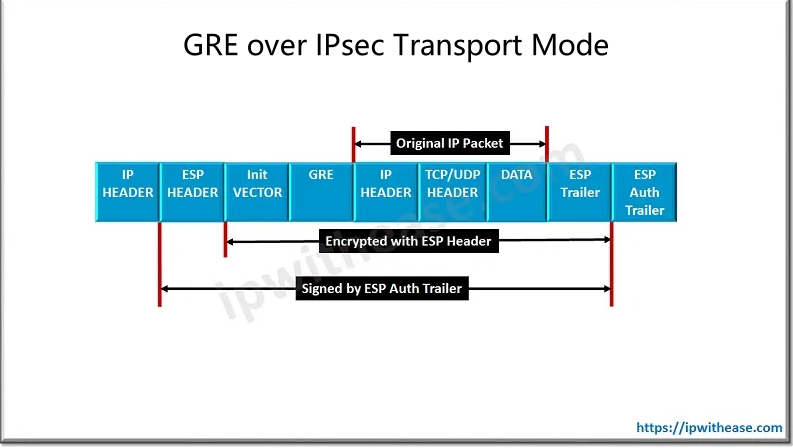 GRE over IPsec Transport Mode
Original IP Packet
IP
HEADER
ESP
HEADER
Init
VECTOR
GRE
IP
HEADER
TCP/UDP
HEADER
DATA
ESP
Trailer
ESP
Auth
Trailer
Encrypted with ESP Header
Signed by ESP Auth Trailer
ipwithease.com
https://ipwithease.com